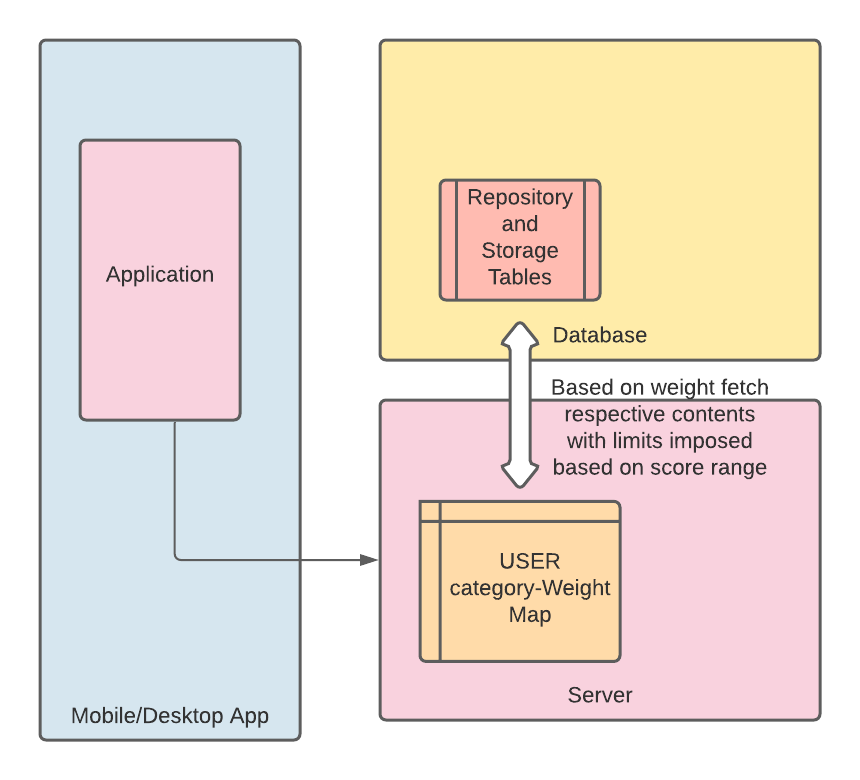 Application
Mobile/Desktop App
Repository
and
Storage
Tables
Database
Based on weight fetch
respective contents
with limits imposed
based on score range
USER
category-Weight
Map
Server